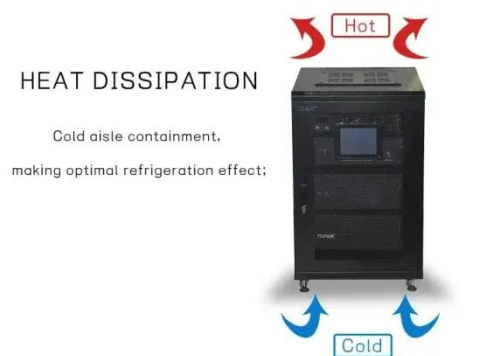 Hot
HEAT DISSIPATION
Cold aisle containment,
making optimal refrigeration effect;
Cold